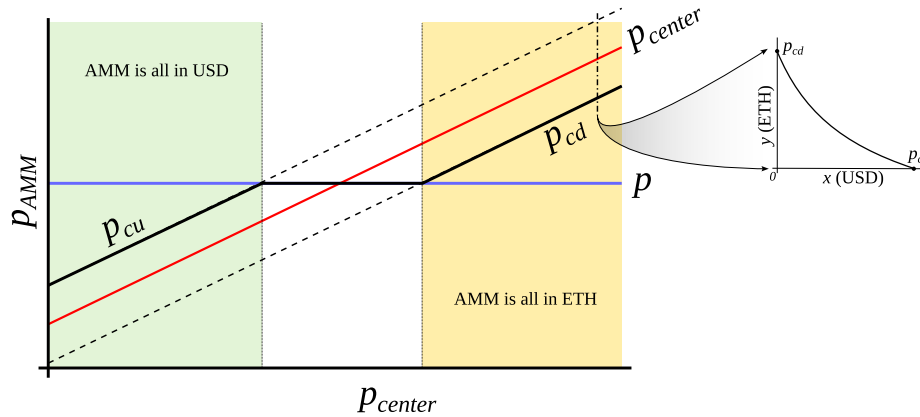 p_center
p_cd
AMM is all in USD
y (ETH)
p_cd
p_AMM
0
x (USD)
p
p_cu
AMM is all in ETH
p_center